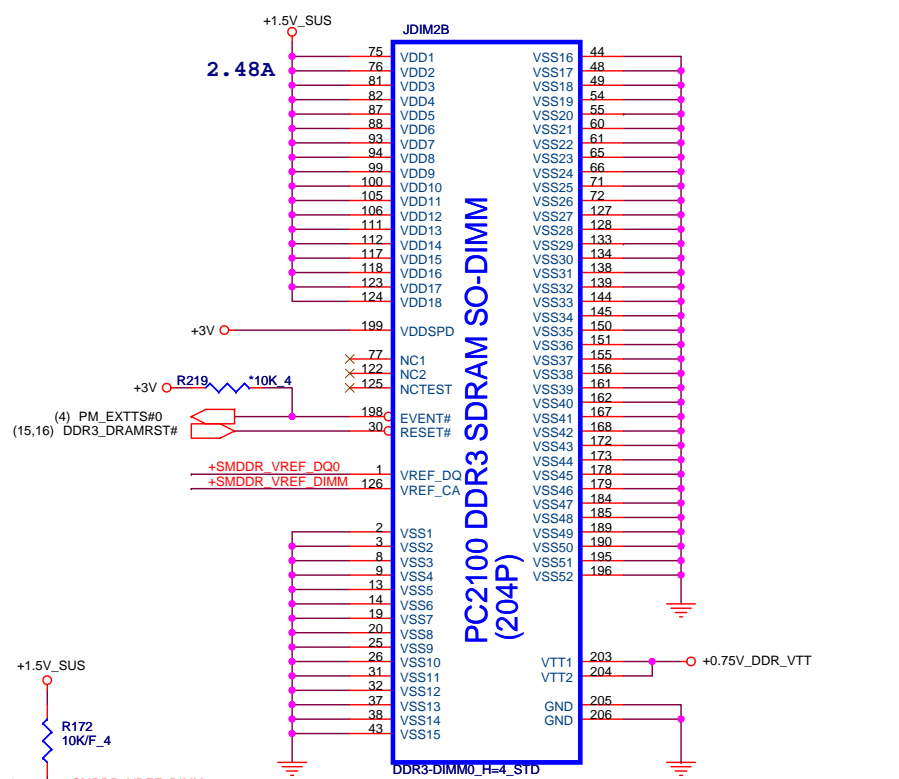 +1.5V_SUS
JDIM2B
2.48A
75 VDD1 VSS16 44
76 VDD2 VSS17 48
81 VDD3 VSS18 49
82 VDD4 VSS19 54
87 VDD5 VSS20 55
88 VDD6 VSS21 60
93 VDD7 VSS22 61
94 VDD8 VSS23 65
99 VDD9 VSS24 66
100 VDD10 VSS25 71
105 VDD11 VSS26 72
106 VDD12 VSS27 127
111 VDD13 VSS28 128
112 VDD14 VSS29 133
117 VDD15 VSS30 134
118 VDD16 VSS31 138
123 VDD17 VSS32 139
124 VDD18 VSS33 144
VSS34 145
+3V 199 VDDSPD VSS35 150
VSS36 151
77 NC1 VSS37 155
122 NC2 VSS38 156
+3V R219 *10K_4 125 NCTEST VSS39 161
VSS40 162
(4) PM_EXTTS#0 198 EVENT# VSS41 167
(15,16) DDR3_DRAMRST# 30 RESET# VSS42 168
VSS43 172
VSS44 173
+SMDDR_VREF_DQ0 1 VREF_DQ VSS45 178
+SMDDR_VREF_DIMM 126 VREF_CA VSS46 179
VSS47 184
VSS48 185
2 VSS1 VSS49 189
3 VSS2 VSS50 190
8 VSS3 VSS51 195
9 VSS4 VSS52 196
13 VSS5
14 VSS6
19 VSS7
20 VSS8
25 VSS9
26 VSS10 VTT1 203 +0.75V_DDR_VTT
31 VSS11 VTT2 204
32 VSS12
37 VSS13 GND 205
38 VSS14 GND 206
43 VSS15
PC2100 DDR3 SDRAM SO-DIMM
(204P)
+1.5V_SUS
R172
10K/F_4
DDR3-DIMM0_H=4_STD